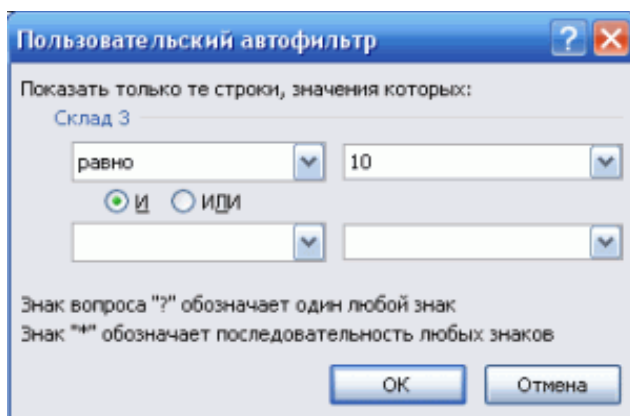 Пользовательский автофильтр
Показать только те строки, значения которых:
Склад 3
равно 10
И ИЛИ
Знак вопроса "?" обозначает один любой знак
Знак "*" обозначает последовательность любых знаков
ОК Отмена